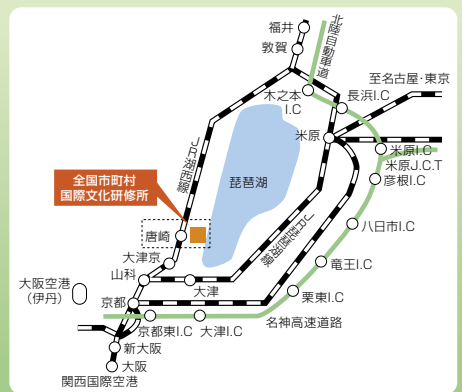 福井
敦賀
北陸自動車道
至名古屋・東京
木之本
I.C
長浜I.C
米原
米原I.C
米原J.C.T
彦根I.C
JR湖西線
琵琶湖
全国市町村
国際文化研修所
唐崎
JR琵琶湖線
八日市I.C
大津京
山科
竜王I.C
大阪空港
(伊丹)
大津
栗東I.C
京都
京都東I.C
大津I.C
名神高速道路
新大阪
大阪
関西国際空港